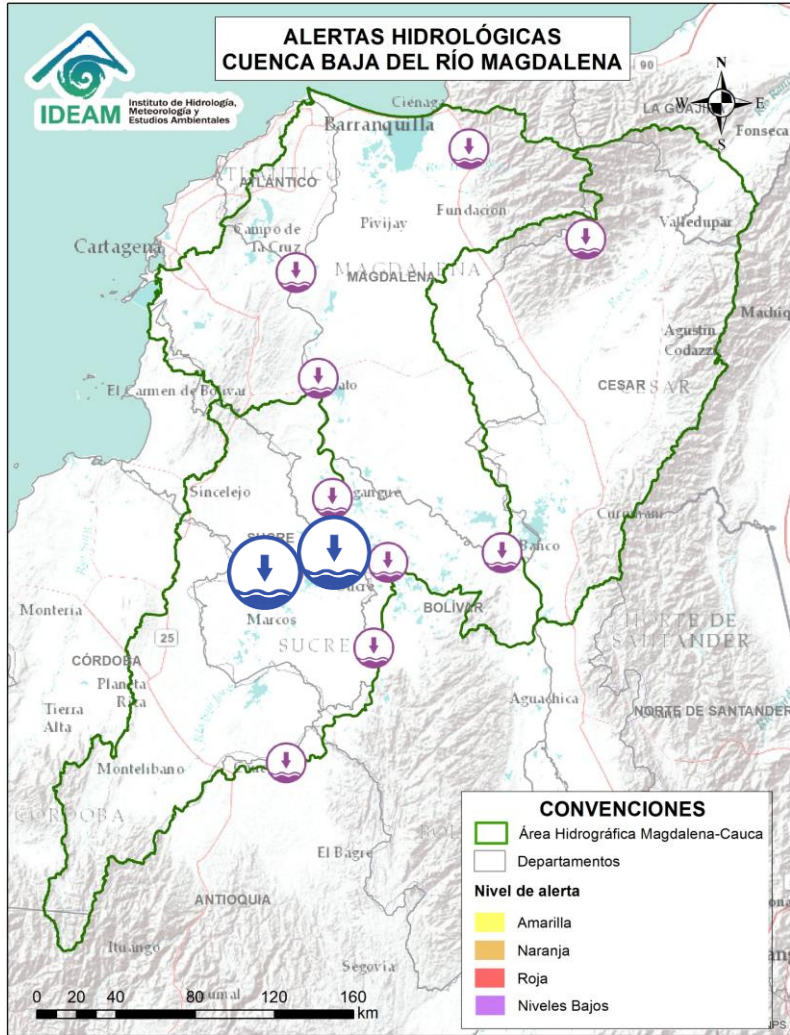 ALERTAS HIDROLÓGICAS
CUENCA BAJA DEL RÍO MAGDALENA
IDEAM
Instituto de Hidrología,
Meteorología y
Estudios Ambientales
N
W E
S
90
LA GUAJIRA
Fonseca
Ciénaga
Barranquilla
ATLÁNTICO
ATLÁNTICO
Fundación
Pivijay
Valledupar
Campo de
la Cruz
Cartagena
MAGDALENA
MAGDALENA
Agustín
Codazzi
CESAR
CESAR
El Carmen de Bolívar
Sincelejo
Curumaní
SUCRE
Banco
Sucre
BOLÍVAR
Marcos
Montería
SUCRE
NORTE DE
SANTANDER
25
CÓRDOBA
Planeta
Rica
Tierra
Alta
Aguachica
NORTE DE SANTANDER
Montelíbano
CÓRDOBA
El Bagre
ANTIOQUIA
Ituango
Segovia
0 20 40 80 120 160
km
CONVENCIONES
Área Hidrográfica Magdalena-Cauca
Departamentos
Nivel de alerta
Amarilla
Naranja
Roja
Niveles Bajos